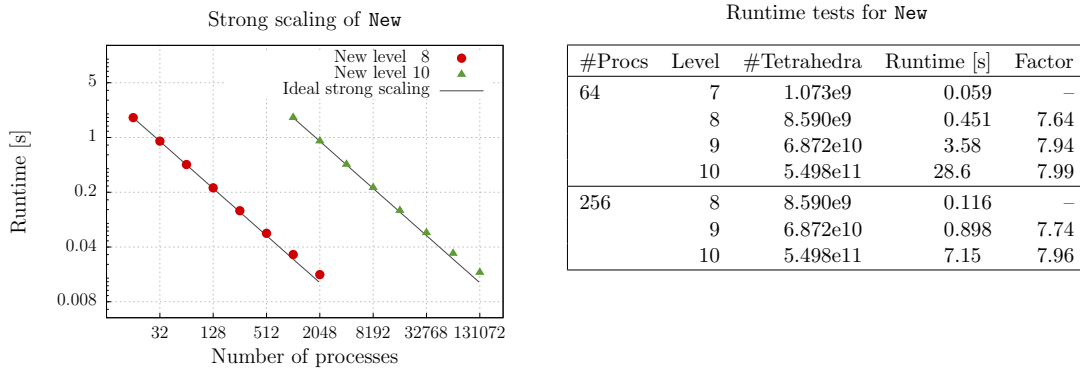 Strong scaling of New
New level 8
New level 10
Ideal strong scaling
5
1
0.2
0.04
0.008
Runtime [s]
32 128 512 2048 8192 32768 131072
Number of processes
Runtime tests for New
#Procs Level #Tetrahedra Runtime [s] Factor
64 7 1.073e9 0.059 –
8 8.590e9 0.451 7.64
9 6.872e10 3.58 7.94
10 5.498e11 28.6 7.99
256 8 8.590e9 0.116 –
9 6.872e10 0.898 7.74
10 5.498e11 7.15 7.96